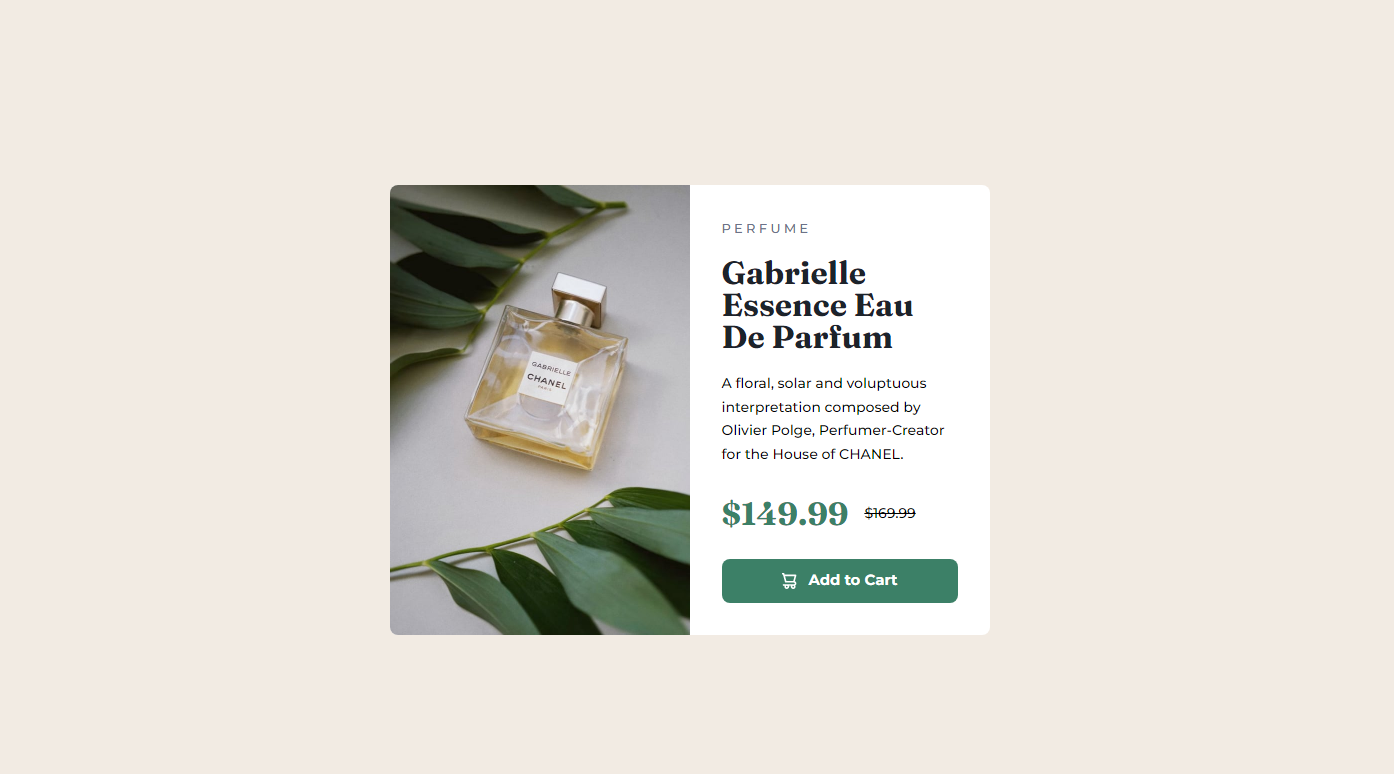 GABRIELLE
CHANEL
PARIS
PERFUME
Gabrielle
Essence Eau
De Parfum
A floral, solar and voluptuous
interpretation composed by
Olivier Polge, Perfumer-Creator
for the House of CHANEL.
$149.99 $169.99
Add to Cart